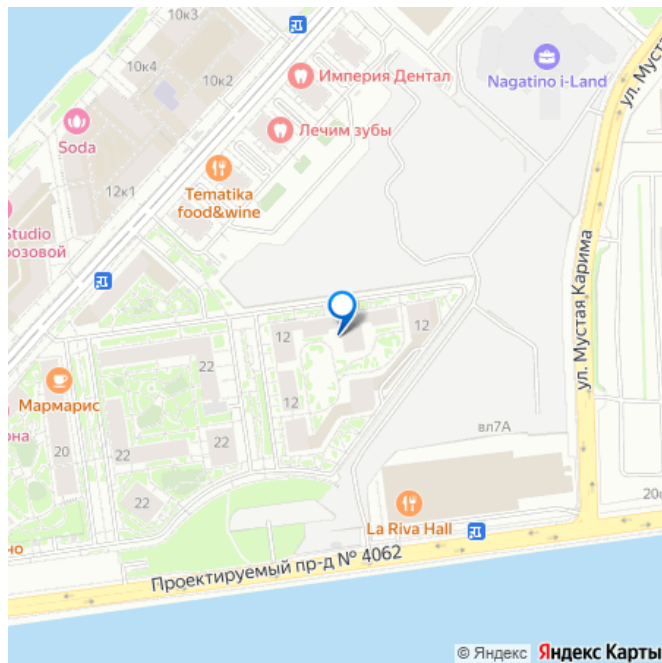 10к3
10к4
10к2
Империя Дентал
Nagatino i-Land
ул. Муста
Soda
Лечим зубы
12к1
Tematika
food&wine
Studio
розовой
ул. Мустая Карима
12
12
22
12
Мармарис
она
20
22
22
22
вл7А
20с
La Riva Hall
но
Проектируемый пр-д № 4062
© Яндекс Яндекс Карты